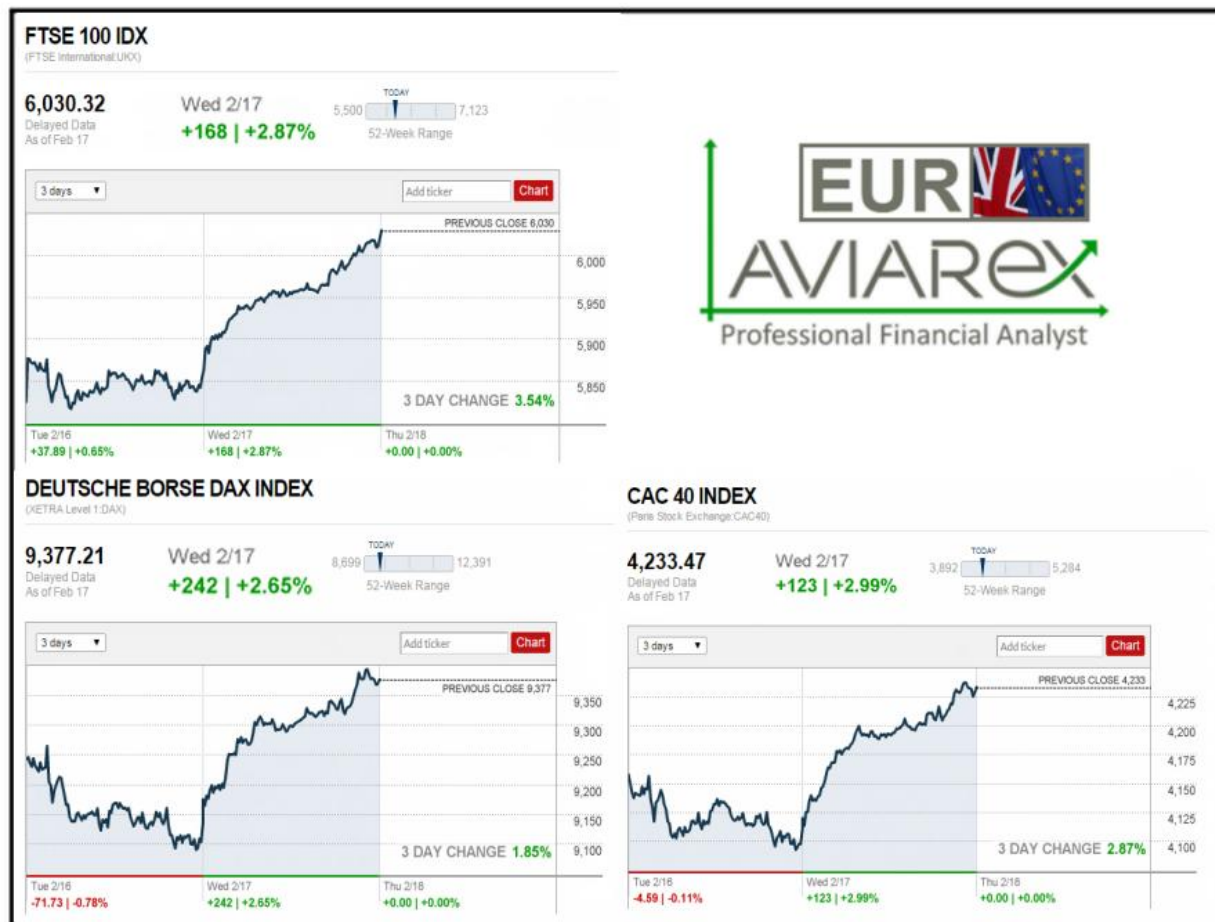 FTSE 100 IDX
(FTSE International:UKX)
6,030.32
Delayed Data
As of Feb 17
Wed 2/17
+168 | +2.87%
TODAY
5,500 7,123
52-Week Range
3 days
Add ticker Chart
PREVIOUS CLOSE 6,030
6,000
5,950
5,900
5,850
3 DAY CHANGE 3.54%
Tue 2/16 Wed 2/17 Thu 2/18
+37.89 | +0.65% +168 | +2.87% +0.00 | +0.00%
EUR
AVIARex
Professional Financial Analyst
DEUTSCHE BORSE DAX INDEX
(XETRA Level 1:DAX)
9,377.21
Delayed Data
As of Feb 17
Wed 2/17
+242 | +2.65%
TODAY
8,699 12,391
52-Week Range
3 days
Add ticker Chart
PREVIOUS CLOSE 9,377
9,350
9,300
9,250
9,200
9,150
9,100
3 DAY CHANGE 1.85%
Tue 2/16 Wed 2/17 Thu 2/18
-71.73 | -0.78% +242 | +2.65% +0.00 | +0.00%
CAC 40 INDEX
(Paris Stock Exchange:CAC40)
4,233.47
Delayed Data
As of Feb 17
Wed 2/17
+123 | +2.99%
TODAY
3,892 5,284
52-Week Range
3 days
Add ticker Chart
PREVIOUS CLOSE 4,233
4,225
4,200
4,175
4,150
4,125
4,100
3 DAY CHANGE 2.87%
Tue 2/16 Wed 2/17 Thu 2/18
-4.59 | -0.11% +123 | +2.99% +0.00 | +0.00%